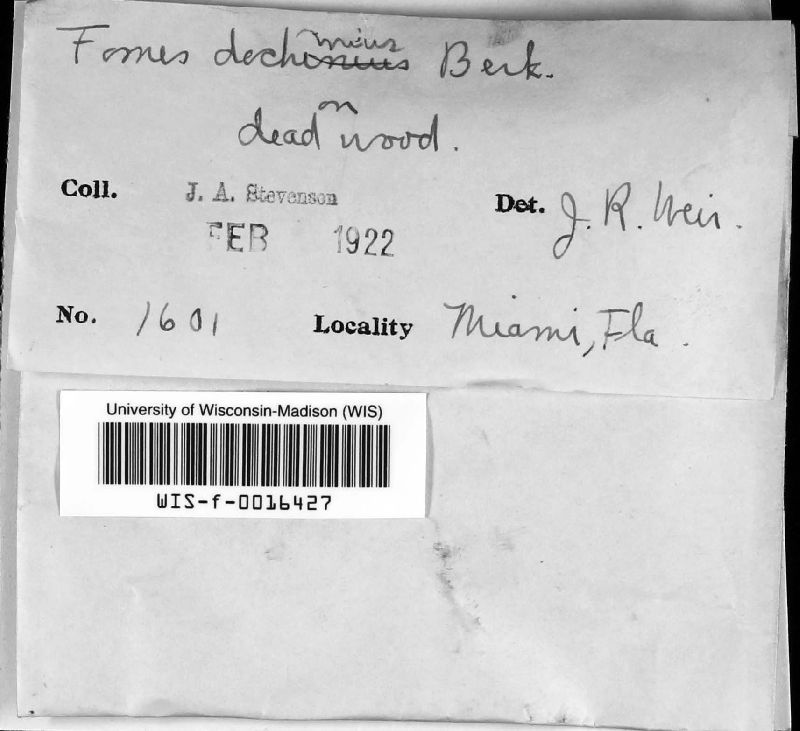 Fomes dochmius Berk.
on
dead wood.
Coll. J. A. Stevenson Det. J. R. Weir.
FEB 1922
No. 1601 Locality Miami, Fla.
University of Wisconsin-Madison (WIS)
WIS-f-0016427